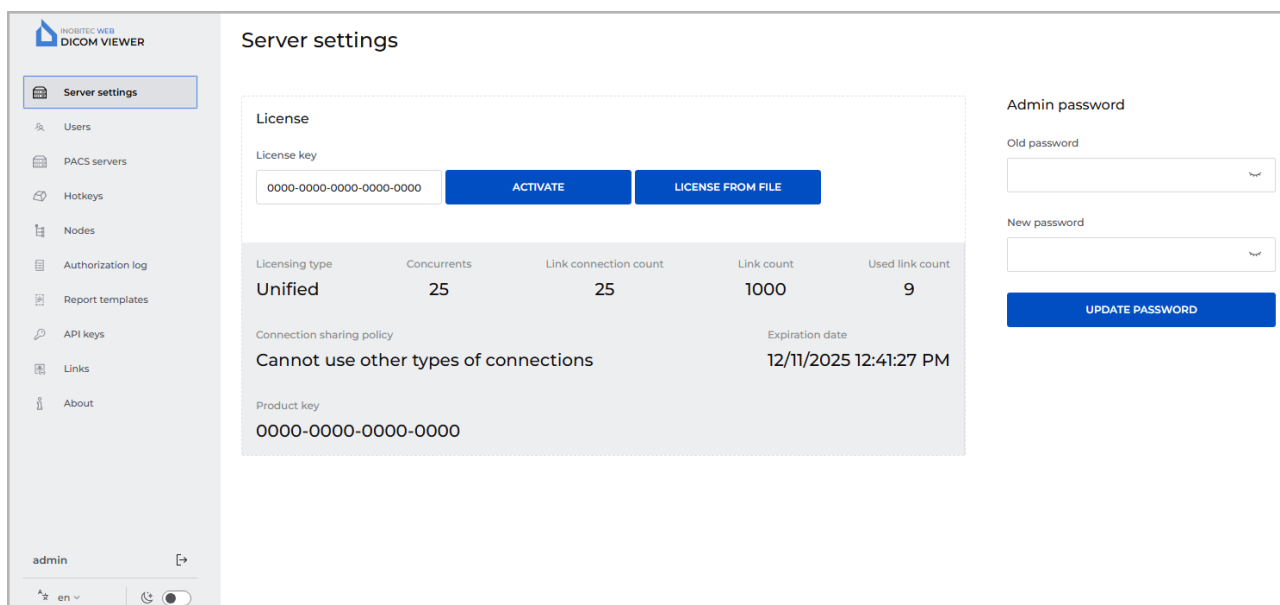 INOBITEC WEB
DICOM VIEWER
Server settings
Users
PACS servers
Hotkeys
Nodes
Authorization log
Report templates
API keys
Links
About
admin
en
Server settings
License
License key
0000-0000-0000-0000-0000
ACTIVATE
LICENSE FROM FILE
Licensing type Concurrents Link connection count Link count Used link count
Unified 25 25 1000 9
Connection sharing policy Expiration date
Cannot use other types of connections 12/11/2025 12:41:27 PM
Product key
0000-0000-0000-0000
Admin password
Old password
New password
UPDATE PASSWORD